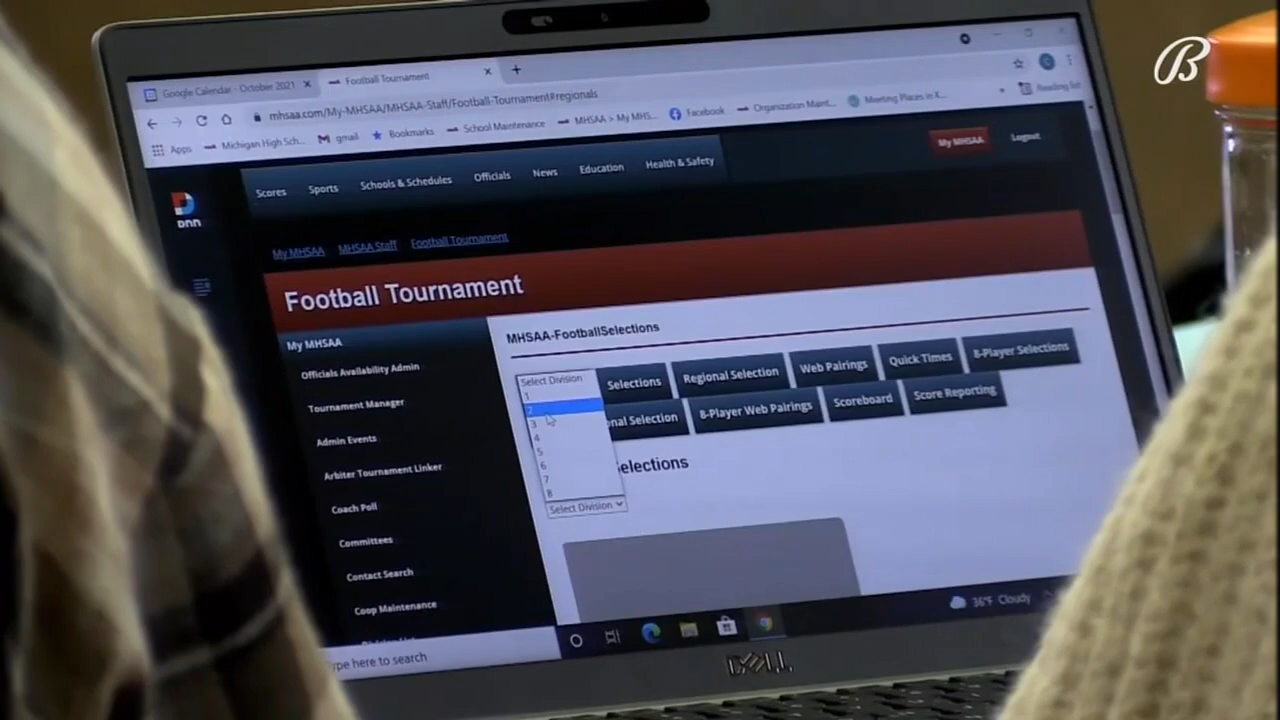 B
Google Calendar - October 2021
Football Tournament
mhsaa.com/My-MHSAA/MHSAA-Staff/Football-Tournament#regionals
Apps
Michigan High Sch...
gmail
Bookmarks
School Maintenance
MHSAA > My MHS...
Facebook
Organization Maint...
Meeting Places in K...
Reading list
Scores
Sports
Schools & Schedules
Officials
News
Education
Health & Safety
My MHSAA
Logout
DNN
My MHSAA
MHSAA Staff
Football Tournament
Football Tournament
My MHSAA
Officials Availability Admin
Tournament Manager
Admin Events
Arbiter Tournament Linker
Coach Poll
Committees
Contact Search
Coop Maintenance
MHSAA-FootballSelections
Selections
Regional Selection
Web Pairings
Quick Times
8-Player Selections
onal Selection
8-Player Web Pairings
Scoreboard
Score Reporting
Select Division
1
2
3
4
5
6
7
8
Selections
Select Division
ype here to search
36°F Cloudy
DELL